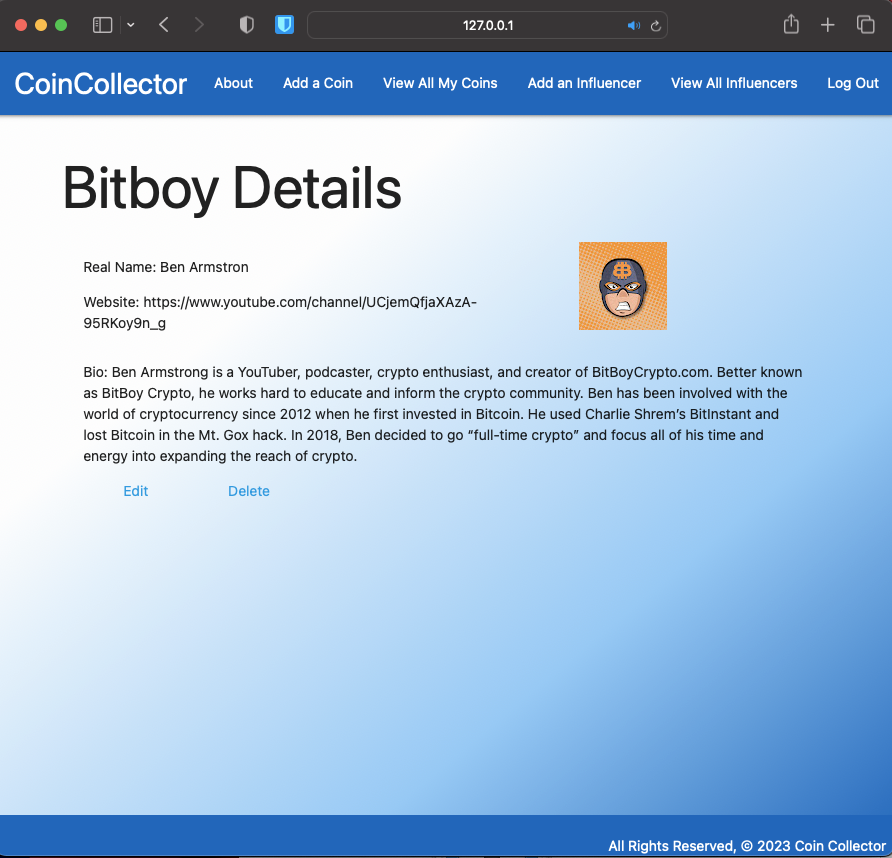 127.0.0.1
CoinCollector About Add a Coin View All My Coins Add an Influencer View All Influencers Log Out
Bitboy Details
Real Name: Ben Armstron
Website: https://www.youtube.com/channel/UCjemQfjaXAzA-
95RKoy9n_g
Bio: Ben Armstrong is a YouTuber, podcaster, crypto enthusiast, and creator of BitBoyCrypto.com. Better known
as BitBoy Crypto, he works hard to educate and inform the crypto community. Ben has been involved with the
world of cryptocurrency since 2012 when he first invested in Bitcoin. He used Charlie Shrem’s BitInstant and
lost Bitcoin in the Mt. Gox hack. In 2018, Ben decided to go “full-time crypto” and focus all of his time and
energy into expanding the reach of crypto.
Edit Delete
All Rights Reserved, © 2023 Coin Collector